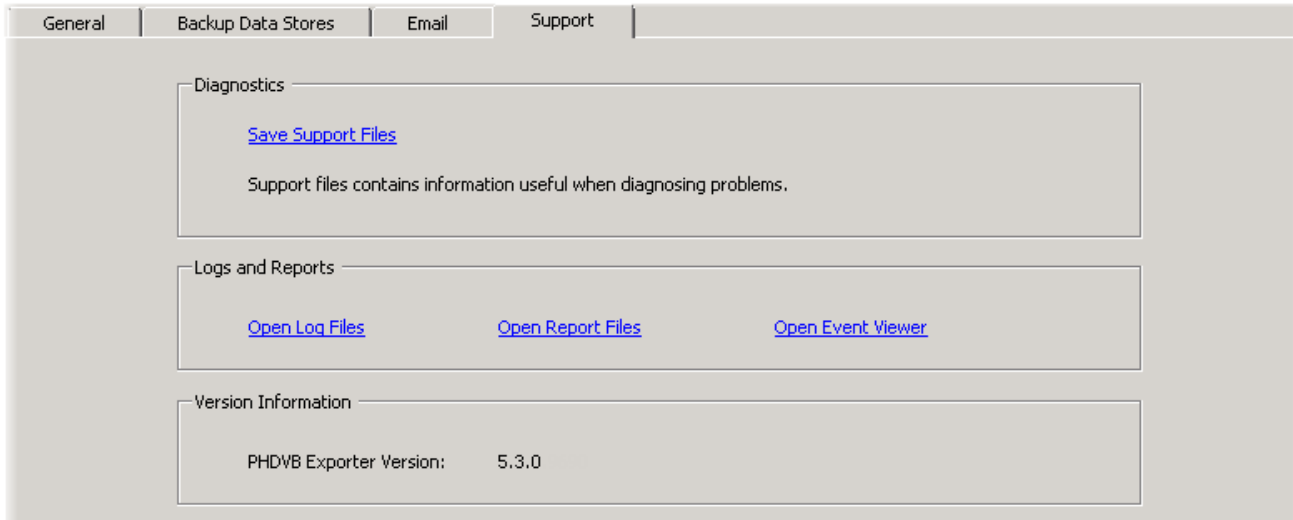 General Backup Data Stores Email Support
Diagnostics
Save Support Files
Support files contains information useful when diagnosing problems.
Logs and Reports
Open Log Files Open Report Files Open Event Viewer
Version Information
PHDVB Exporter Version: 5.3.0